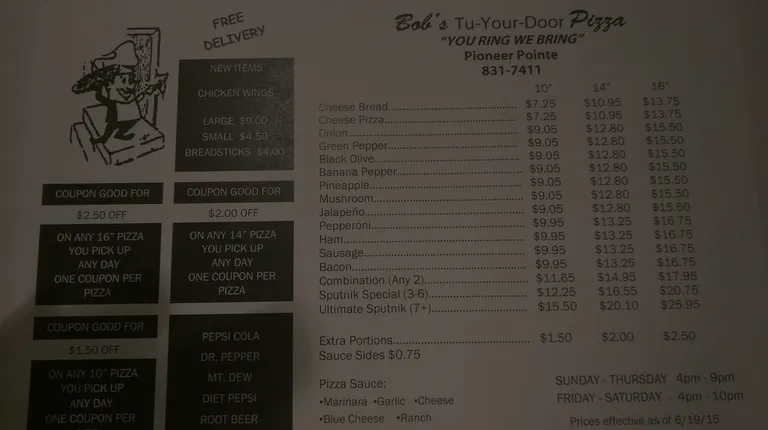 FREE
DELIVERY
NEW ITEMS
CHICKEN WINGS
LARGE $9.00
SMALL $4.50
BREADSTICKS $4.00
COUPON GOOD FOR
$2.50 OFF
ON ANY 16" PIZZA
YOU PICK UP
ANY DAY
ONE COUPON PER
PIZZA
COUPON GOOD FOR
$2.00 OFF
ON ANY 14" PIZZA
YOU PICK UP
ANY DAY
ONE COUPON PER
PIZZA
COUPON GOOD FOR
$1.50 OFF
ON ANY 10" PIZZA
YOU PICK UP
ANY DAY
ONE COUPON PER
PEPSI COLA
DR. PEPPER
MT. DEW
DIET PEPSI
ROOT BEER
Bob's Tu-Your-Door Pizza
"YOU RING WE BRING"
Pioneer Pointe
831-7411
10" 14" 16"
Cheese Bread $7.25 $10.95 $13.75
Cheese Pizza $7.25 $10.95 $13.75
Onion $9.05 $12.80 $15.50
Green Pepper $9.05 $12.80 $15.50
Black Olive $9.05 $12.80 $15.50
Banana Pepper $9.05 $12.80 $15.50
Pineapple $9.05 $12.80 $15.50
Mushroom $9.05 $12.80 $15.50
Jalapeño $9.05 $12.80 $15.50
Pepperoni $9.95 $13.25 $16.75
Ham $9.95 $13.25 $16.75
Sausage $9.95 $13.25 $16.75
Bacon $9.95 $13.25 $16.75
Combination (Any 2) $11.65 $14.95 $17.95
Sputnik Special (3-6) $12.25 $16.55 $20.75
Ultimate Sputnik (7+) $15.50 $20.10 $25.95
Extra Portions $1.50 $2.00 $2.50
Sauce Sides $0.75
Pizza Sauce:
•Marinara •Garlic •Cheese
•Blue Cheese •Ranch
SUNDAY - THURSDAY 4pm - 9pm
FRIDAY - SATURDAY 4pm - 10pm
Prices effective as of 6/19/15